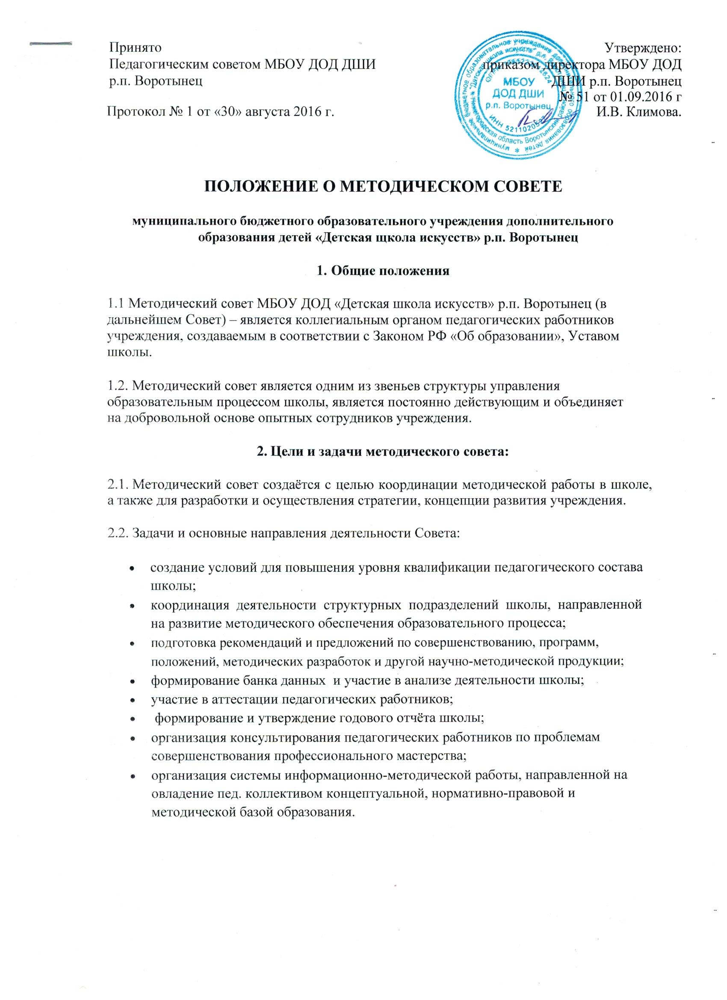 Принято
Педагогическим советом МБОУ ДОД ДШИ
р.п. Воротынец
Протокол № 1 от «30» августа 2016 г.
Утверждено:
приказом директора МБОУ ДОД
ДШИ р.п. Воротынец
№ 51 от 01.09.2016 г
И.В. Климова.
МБОУ
ДОД ДШИ
р.п. Воротынец
ПОЛОЖЕНИЕ О МЕТОДИЧЕСКОМ СОВЕТЕ
муниципального бюджетного образовательного учреждения дополнительного
образования детей «Детская щкола искусств» р.п. Воротынец
1. Общие положения
1.1 Методический совет МБОУ ДОД «Детская школа искусств» р.п. Воротынец (в
дальнейшем Совет) – является коллегиальным органом педагогических работников
учреждения, создаваемым в соответствии с Законом РФ «Об образовании», Уставом
школы.
1.2. Методический совет является одним из звеньев структуры управления
образовательным процессом школы, является постоянно действующим и объединяет
на добровольной основе опытных сотрудников учреждения.
2. Цели и задачи методического совета:
2.1. Методический совет создаётся с целью координации методической работы в школе,
а также для разработки и осуществления стратегии, концепции развития учреждения.
2.2. Задачи и основные направления деятельности Совета:
• создание условий для повышения уровня квалификации педагогического состава
школы;
• координация деятельности структурных подразделений школы, направленной
на развитие методического обеспечения образовательного процесса;
• подготовка рекомендаций и предложений по совершенствованию, программ,
положений, методических разработок и другой научно-методической продукции;
• формирование банка данных и участие в анализе деятельности школы;
• участие в аттестации педагогических работников;
• формирование и утверждение годового отчёта школы;
• организация консультирования педагогических работников по проблемам
совершенствования профессионального мастерства;
• организация системы информационно-методической работы, направленной на
овладение пед. коллективом концептуальной, нормативно-правовой и
методической базой образования.